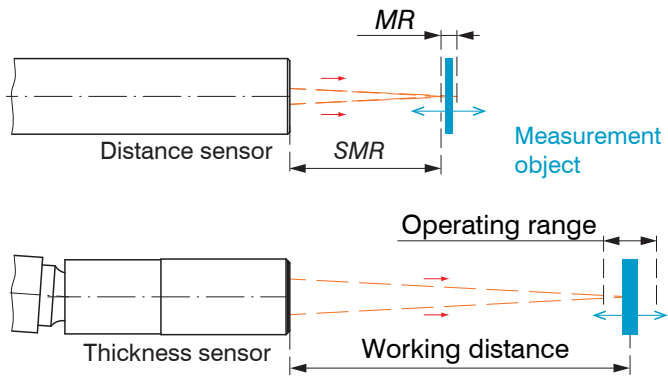 MR
Distance sensor
SMR
Measurement
object
Operating range
Thickness sensor
Working distance